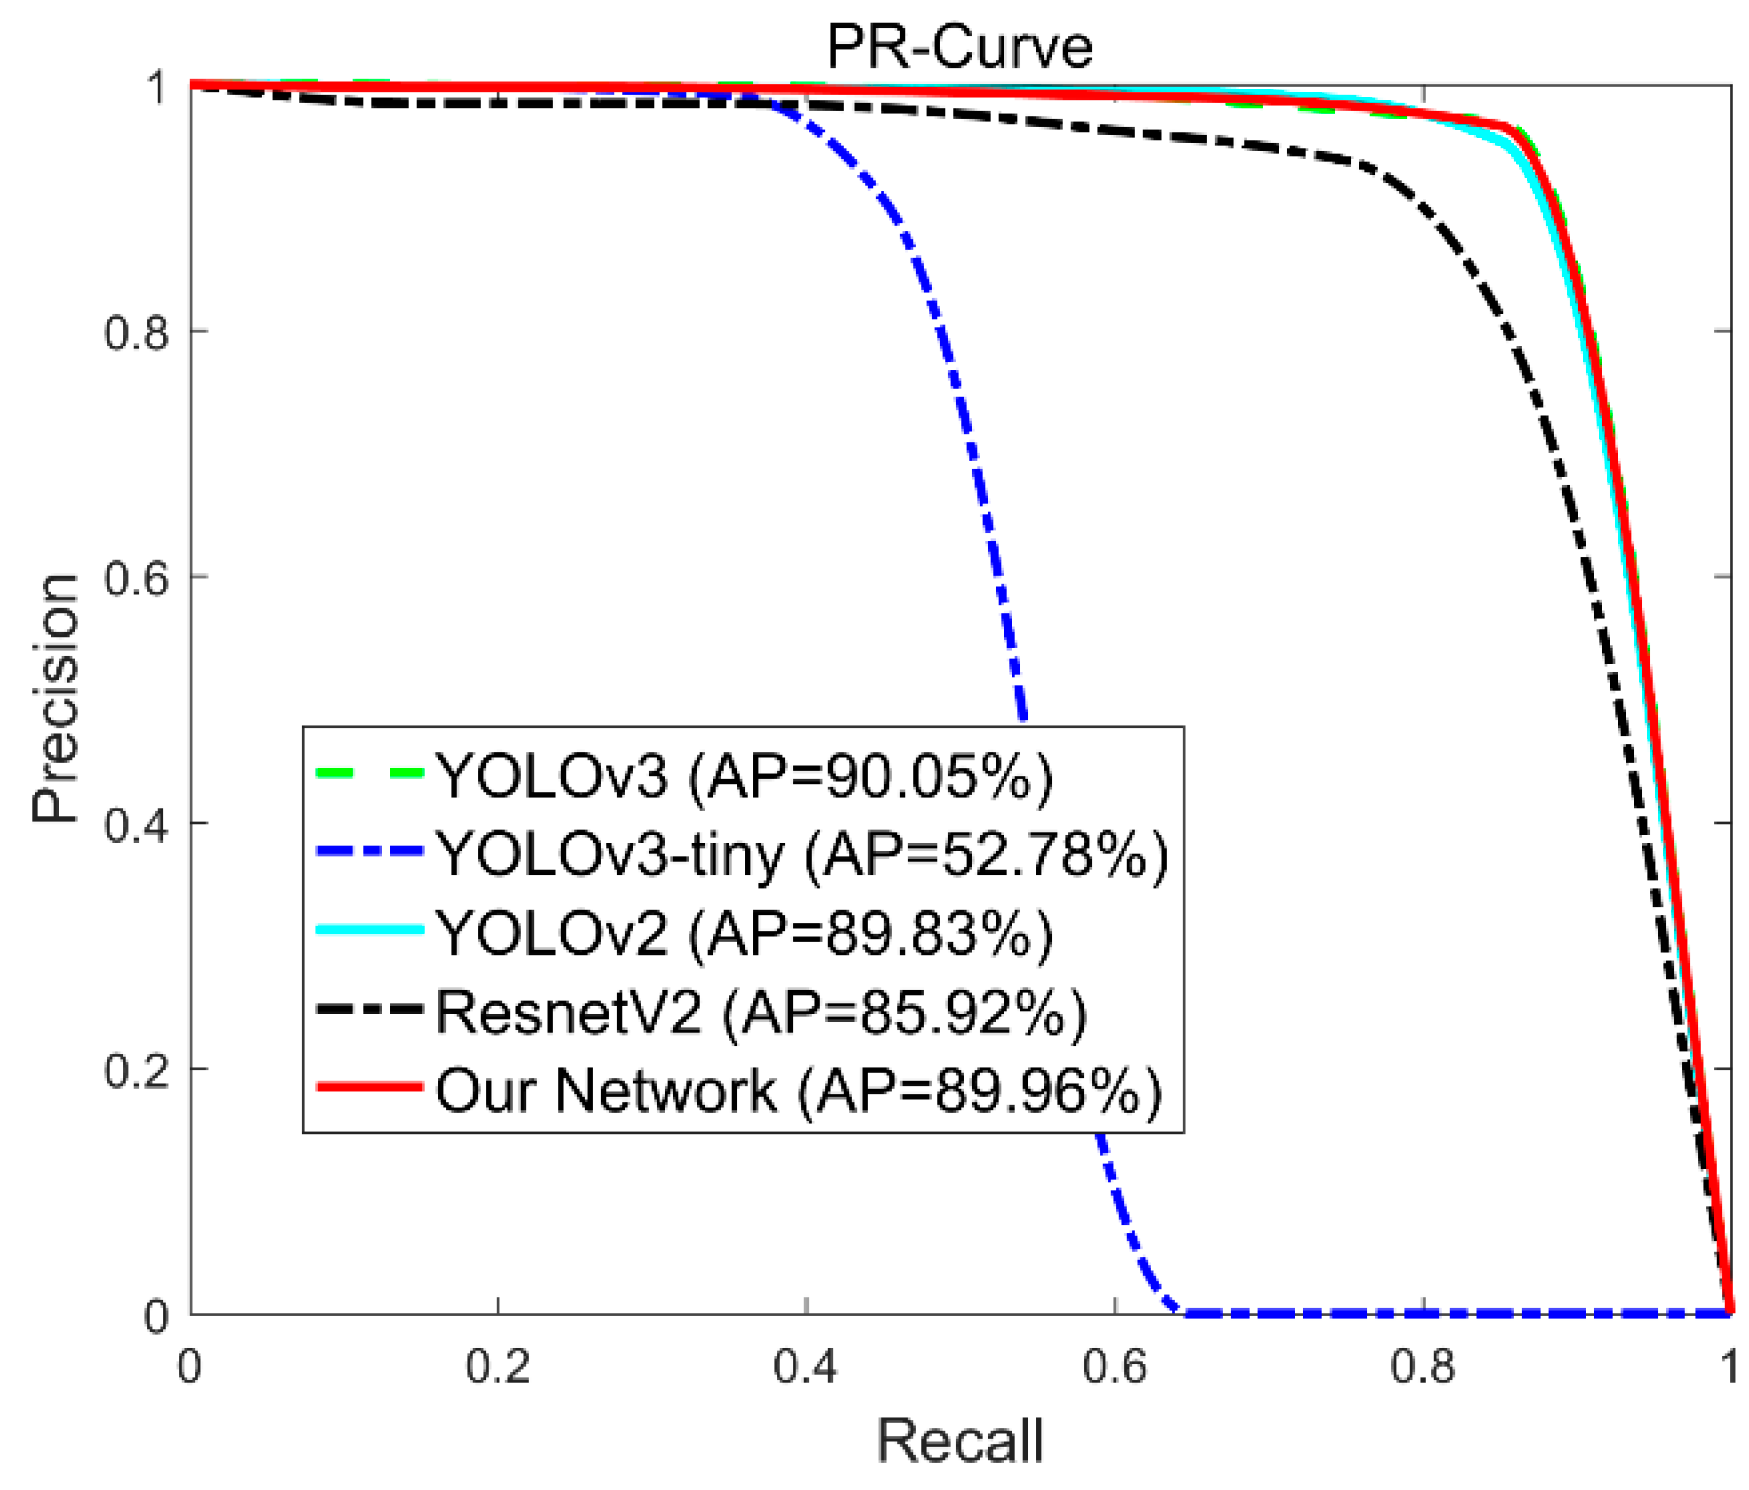 PR-Curve
1
0.8
0.6
0.4
0.2
0
Precision
YOLOv3 (AP=90.05%)
YOLOv3-tiny (AP=52.78%)
YOLOv2 (AP=89.83%)
ResnetV2 (AP=85.92%)
Our Network (AP=89.96%)
0 0.2 0.4 0.6 0.8 1
Recall